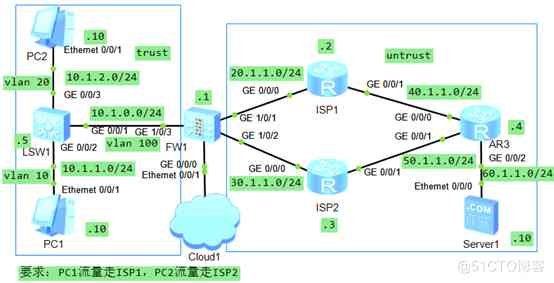 .10
Ethernet 0/0/1
PC2
trust
vlan 20
10.1.2.0/24
GE 0/0/3
10.1.0.0/24
.1
GE 0/0/1
GE 1/0/3
.5
GE 0/0/2
vlan 100
FW1
LSW1
10.1.1.0/24
vlan 10
Ethernet 0/0/1
.10
PC1
GE 0/0/0
Ethernet 0/0/1
Cloud1
.2
untrust
20.1.1.0/24
GE 0/0/1
GE 0/0/0
40.1.1.0/24
GE 1/0/1
ISP1
GE 0/0/0
.4
GE 1/0/2
GE 0/0/1
AR3
GE 0/0/0
GE 0/0/1
50.1.1.0/24
GE 0/0/2
30.1.1.0/24
60.1.1.0/24
ISP2
Ethernet 0/0/0
.3
.COM
.10
Server1
要求：PC1流量走ISP1，PC2流量走ISP2
@51CTO博客